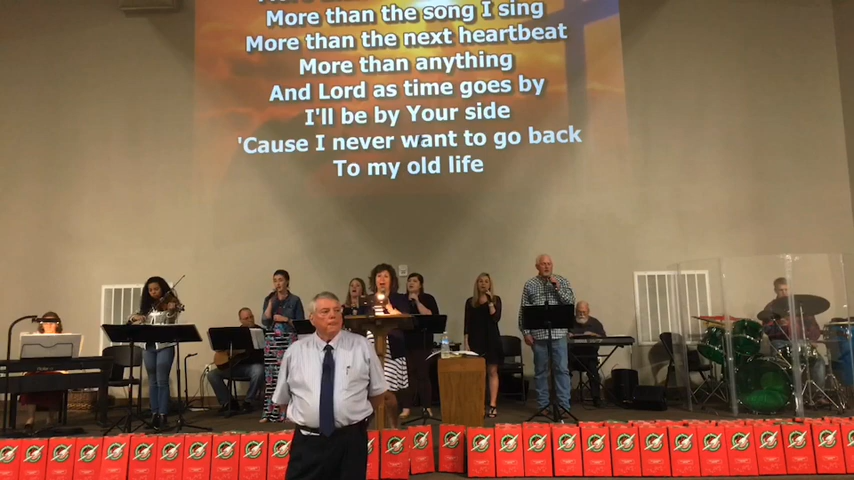 More than the song I sing
More than the next heartbeat
More than anything
And Lord as time goes by
I'll be by Your side
'Cause I never want to go back
To my old life